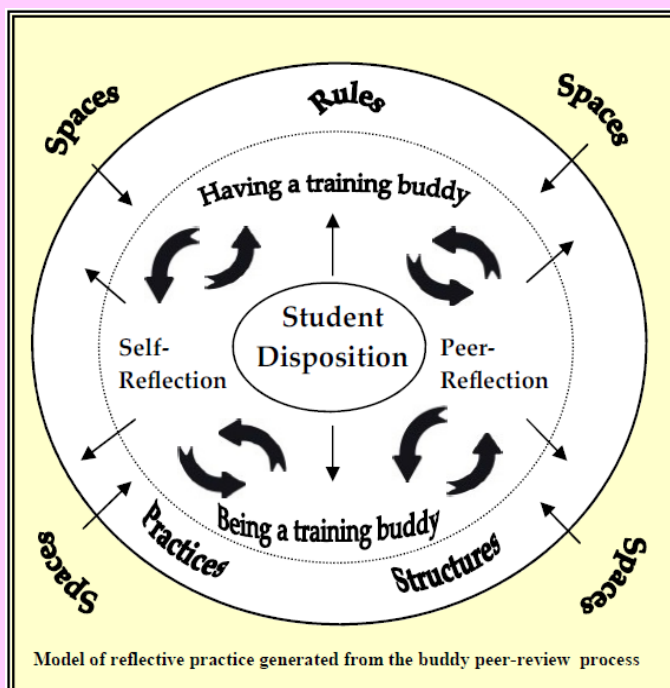 Spaces
Rules
Spaces
Having a training buddy
Student
Disposition
Self-
Reflection
Peer-
Reflection
Being a training buddy
Practices
Structures
Spaces
Spaces
Model of reflective practice generated from the buddy peer-review process